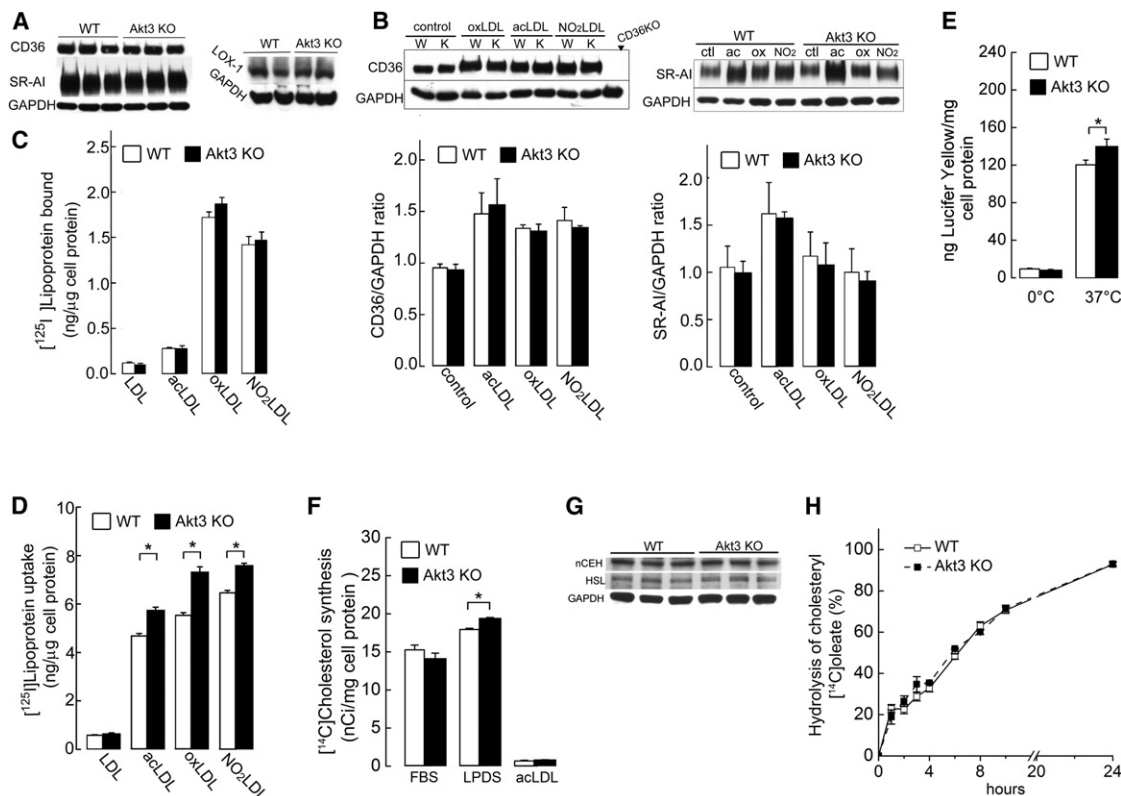 A
WT Akt3 KO
CD36
SR-AI
GAPDH
WT Akt3 KO
LOX-1
GAPDH
B
control oxLDL acLDL NO₂LDL
W K W K W K W K
CD36KO
CD36
GAPDH
WT Akt3 KO
ctl ac ox NO₂ ctl ac ox NO₂
SR-AI
GAPDH
C
WT Akt3 KO
[¹²⁵I ]Lipoprotein bound
(ng/µg cell protein)
2.5
2.0
1.5
1.0
0.5
0.0
LDL acLDL oxLDL NO₂LDL
WT Akt3 KO
CD36/GAPDH ratio
2.0
1.5
1.0
0.5
0.0
control acLDL oxLDL NO₂LDL
WT Akt3 KO
SR-AI/GAPDH ratio
2.0
1.5
1.0
0.5
0.0
control acLDL oxLDL NO₂LDL
E
WT
Akt3 KO
ng Lucifer Yellow/mg
cell protein
240
200
160
120
80
40
0
*
0°C 37°C
D
WT Akt3 KO
[¹²⁵I]Lipoprotein uptake
(ng/µg cell protein)
10
8
6
4
2
0
* * *
LDL acLDL oxLDL NO₂LDL
F
WT
Akt3 KO
[¹⁴C]Cholesterol synthesis
(nCi/mg cell protein )
30
25
20
15
10
5
0
*
FBS LPDS acLDL
G
WT Akt3 KO
nCEH
HSL
GAPDH
H
WT
Akt3 KO
Hydrolysis of cholesteryl
[¹⁴C]oleate (%)
100
80
60
40
20
0
0 4 8 20 24
hours